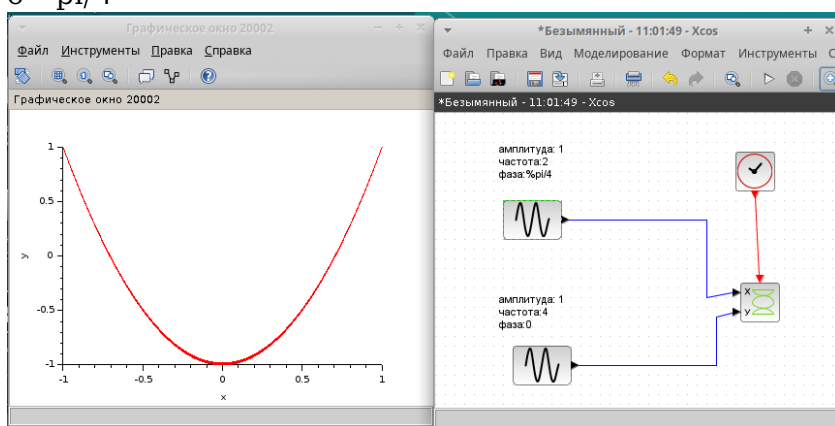 Графическое окно 20002
Файл Инструменты Правка Справка
Графическое окно 20002
1
0.5
0
-0.5
-1
y
-1 -0.5 0 0.5 1
x
*Безымянный - 11:01:49 - Xcos
Файл Правка Вид Моделирование Формат Инструменты
*Безымянный - 11:01:49 - Xcos
амплитуда: 1
частота:2
фаза:%pi/4
X
У
амплитуда: 1
частота:4
фаза:0